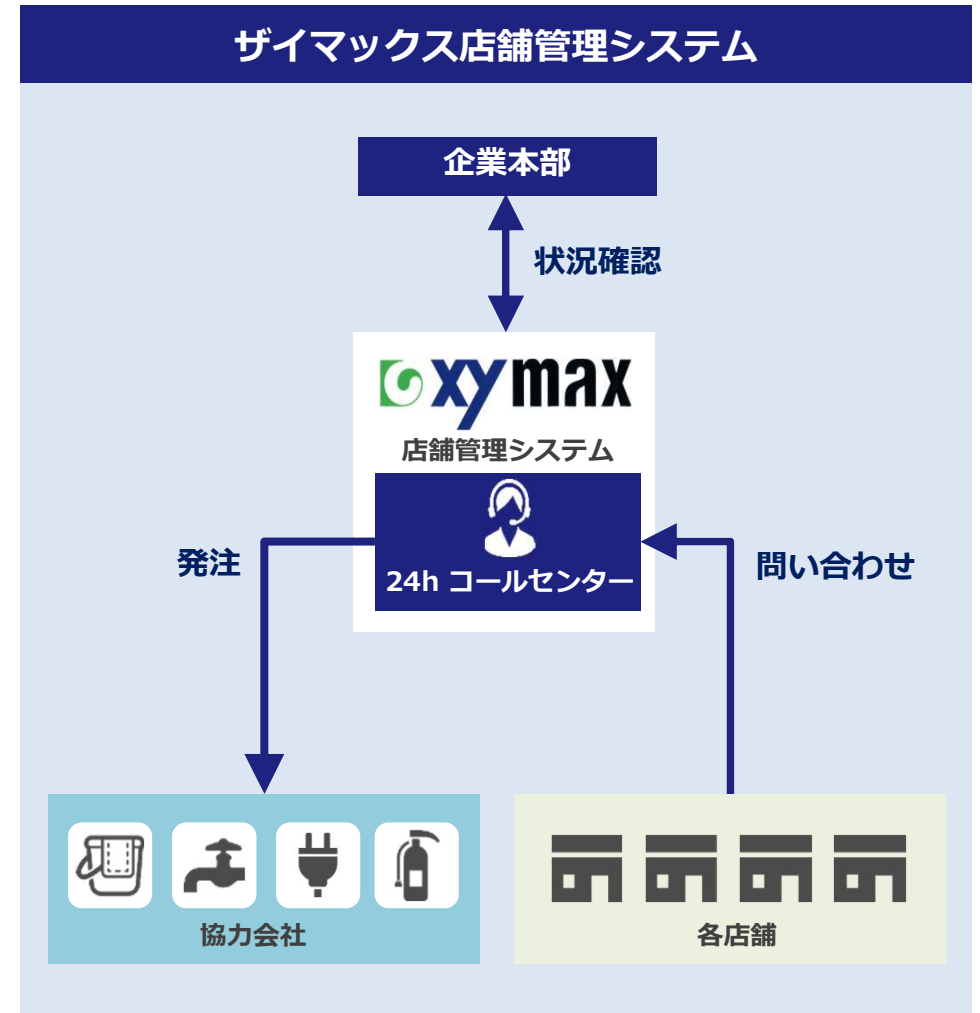 ザイマックス店舗管理システム
企業本部
状況確認
xymax
店舗管理システム
24h コールセンター
発注
問い合わせ
協力会社
各店舗